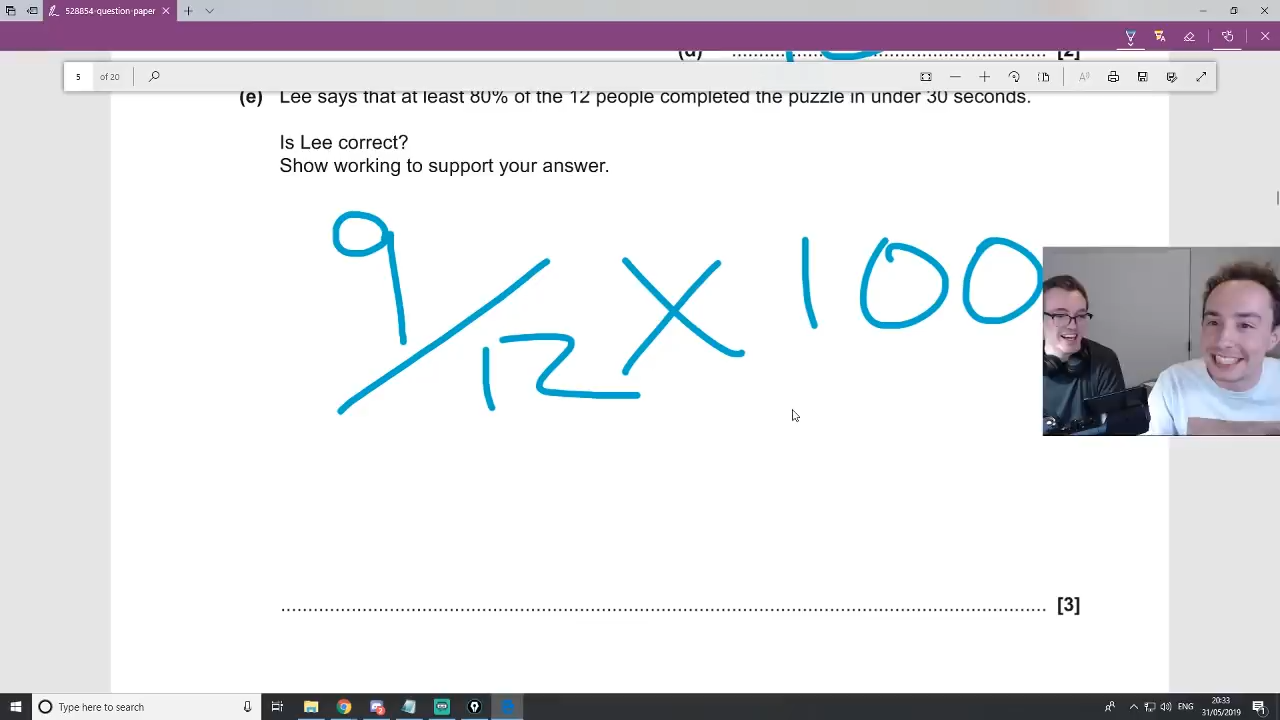 528854-question-paper
(d) [2]
5 of 20
(e) Lee says that at least 80% of the 12 people completed the puzzle in under 30 seconds.
Is Lee correct?
Show working to support your answer.
9/12 X 100
[3]
Type here to search
ENG
20:33
21/05/2019